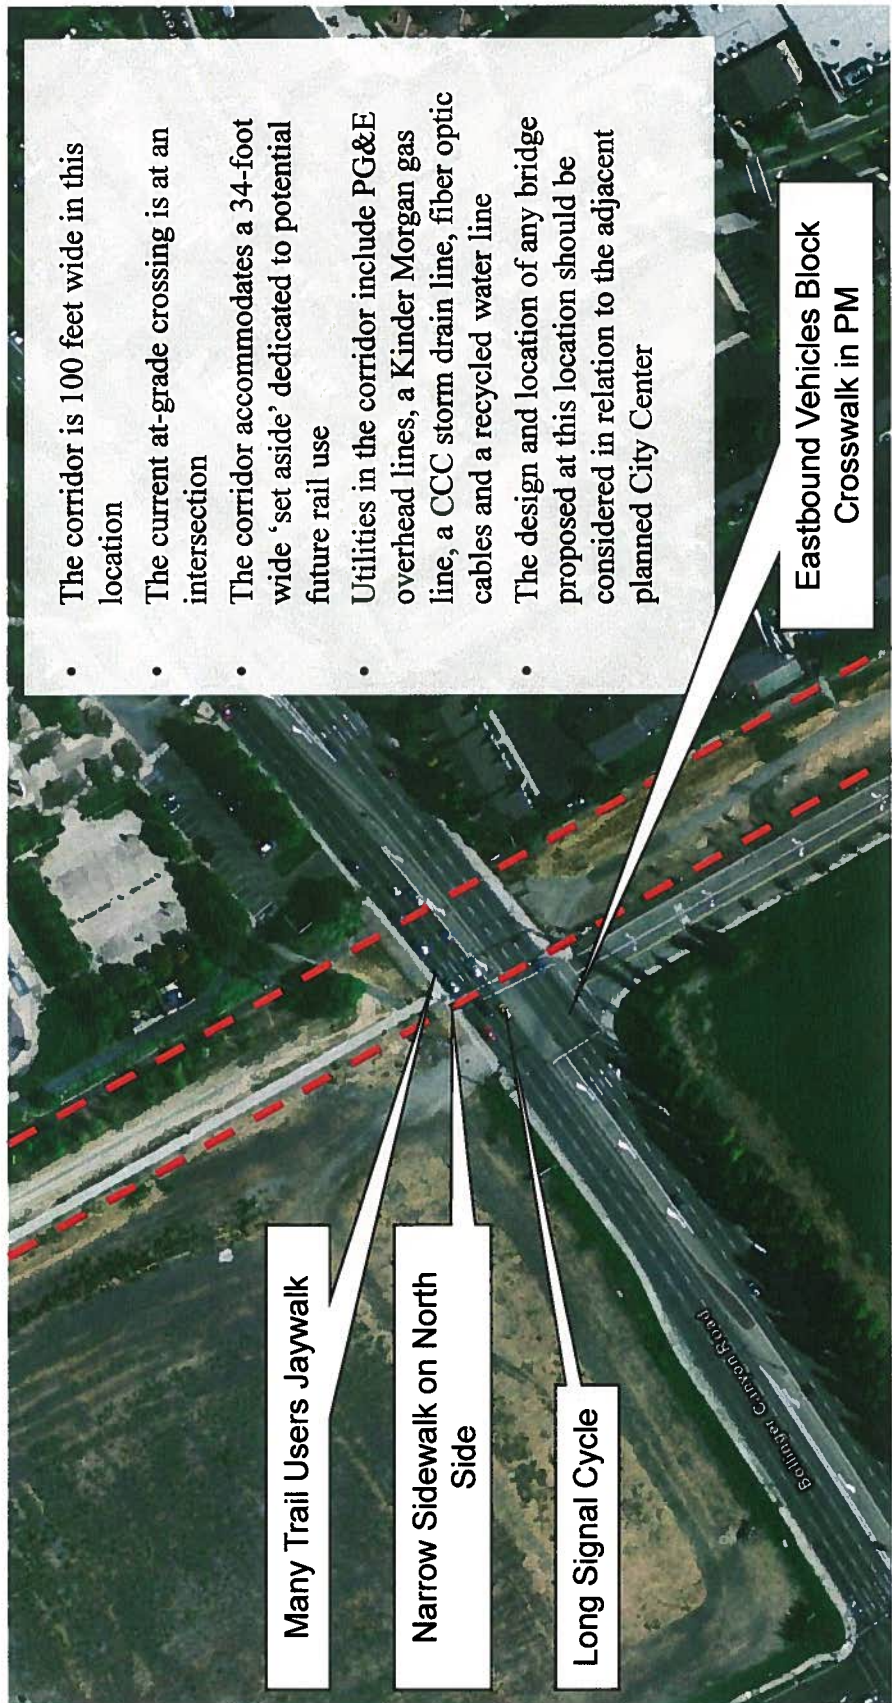 • The corridor is 100 feet wide in this
location
• The current at-grade crossing is at an
intersection
• The corridor accommodates a 34-foot
wide ‘set aside’ dedicated to potential
future rail use
• Utilities in the corridor include PG&E
overhead lines, a Kinder Morgan gas
line, a CCC storm drain line, fiber optic
cables and a recycled water line
• The design and location of any bridge
proposed at this location should be
considered in relation to the adjacent
planned City Center
Many Trail Users Jaywalk
Narrow Sidewalk on North
Side
Long Signal Cycle
Eastbound Vehicles Block
Crosswalk in PM
Bollinger Canyon Road